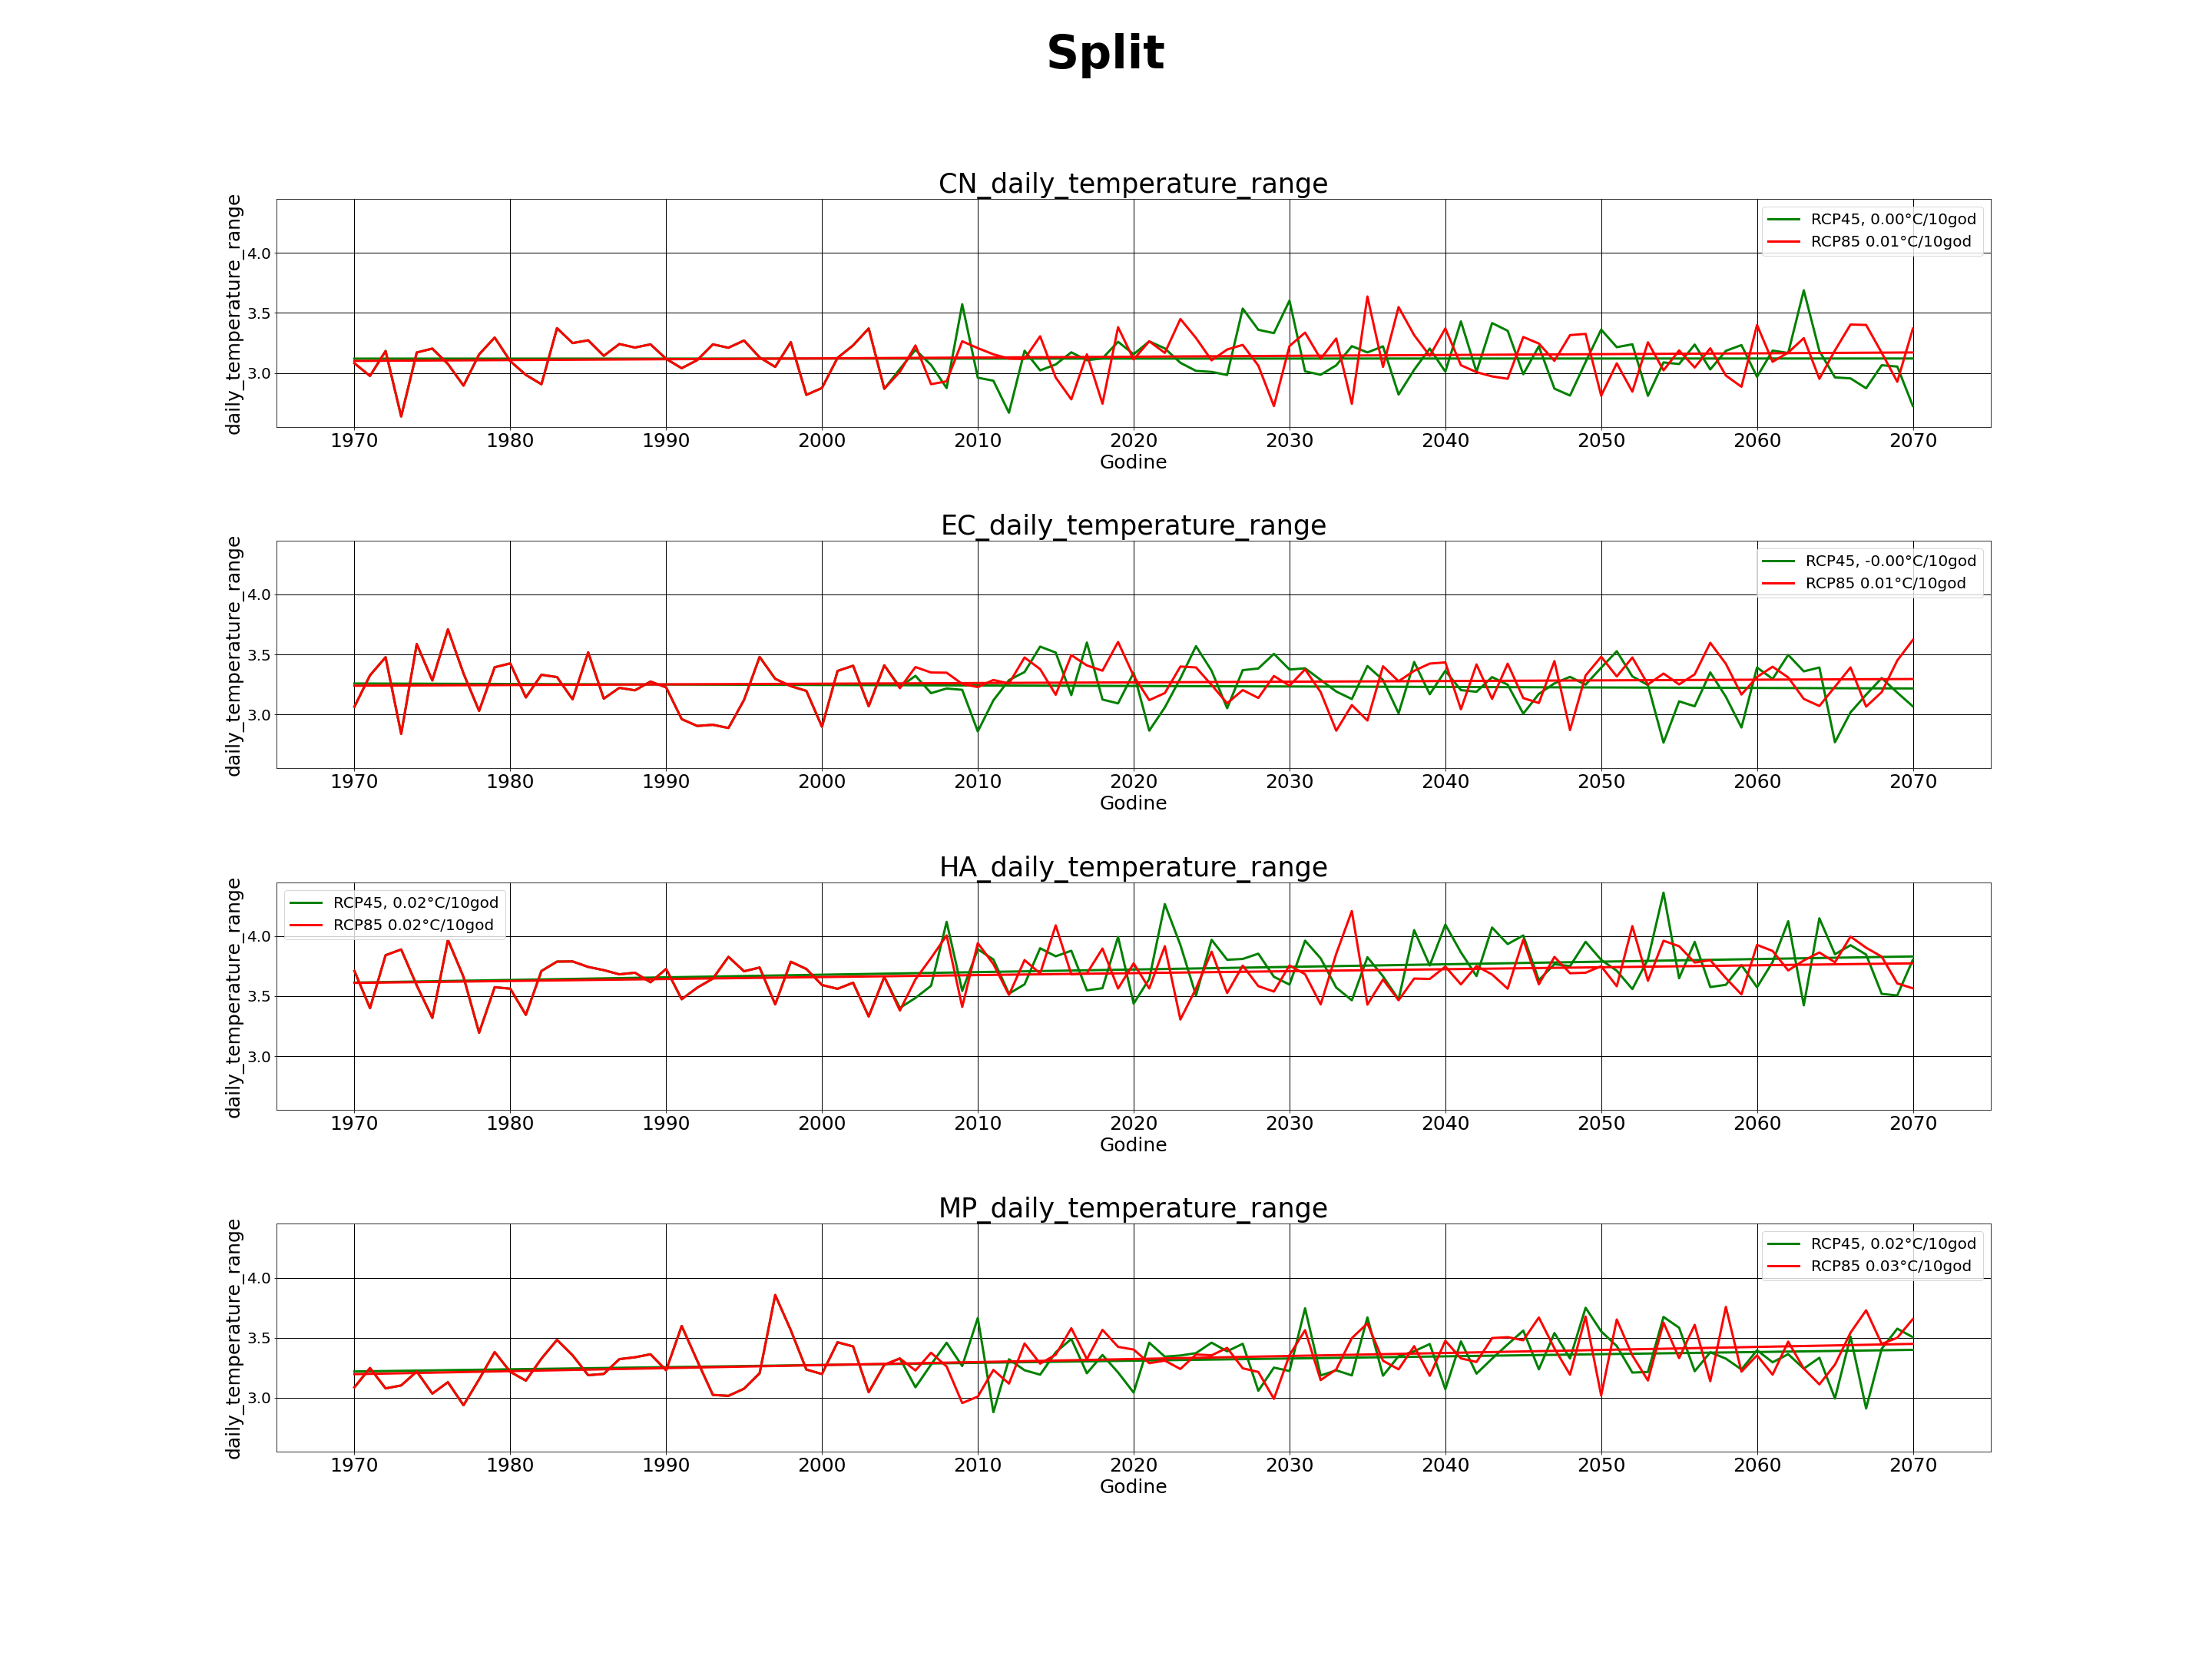 Split
CN_daily_temperature_range
daily_temperature_range
4.0
3.5
3.0
RCP45, 0.00°C/10god
RCP85 0.01°C/10god
1970 1980 1990 2000 2010 2020 2030 2040 2050 2060 2070
Godine
EC_daily_temperature_range
daily_temperature_range
4.0
3.5
3.0
RCP45, -0.00°C/10god
RCP85 0.01°C/10god
1970 1980 1990 2000 2010 2020 2030 2040 2050 2060 2070
Godine
HA_daily_temperature_range
daily_temperature_range
4.0
3.5
3.0
RCP45, 0.02°C/10god
RCP85 0.02°C/10god
1970 1980 1990 2000 2010 2020 2030 2040 2050 2060 2070
Godine
MP_daily_temperature_range
daily_temperature_range
4.0
3.5
3.0
RCP45, 0.02°C/10god
RCP85 0.03°C/10god
1970 1980 1990 2000 2010 2020 2030 2040 2050 2060 2070
Godine